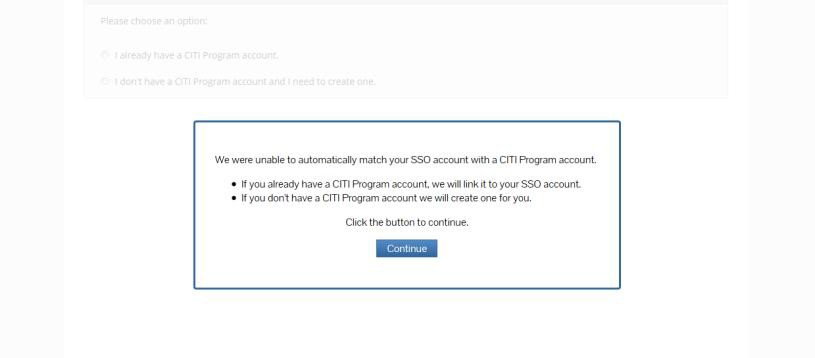 Please choose an option:
I already have a CITI Program account.
I don't have a CITI Program account and I need to create one.
We were unable to automatically match your SSO account with a CITI Program account.
• If you already have a CITI Program account, we will link it to your SSO account.
• If you don't have a CITI Program account we will create one for you.
Click the button to continue.
Continue